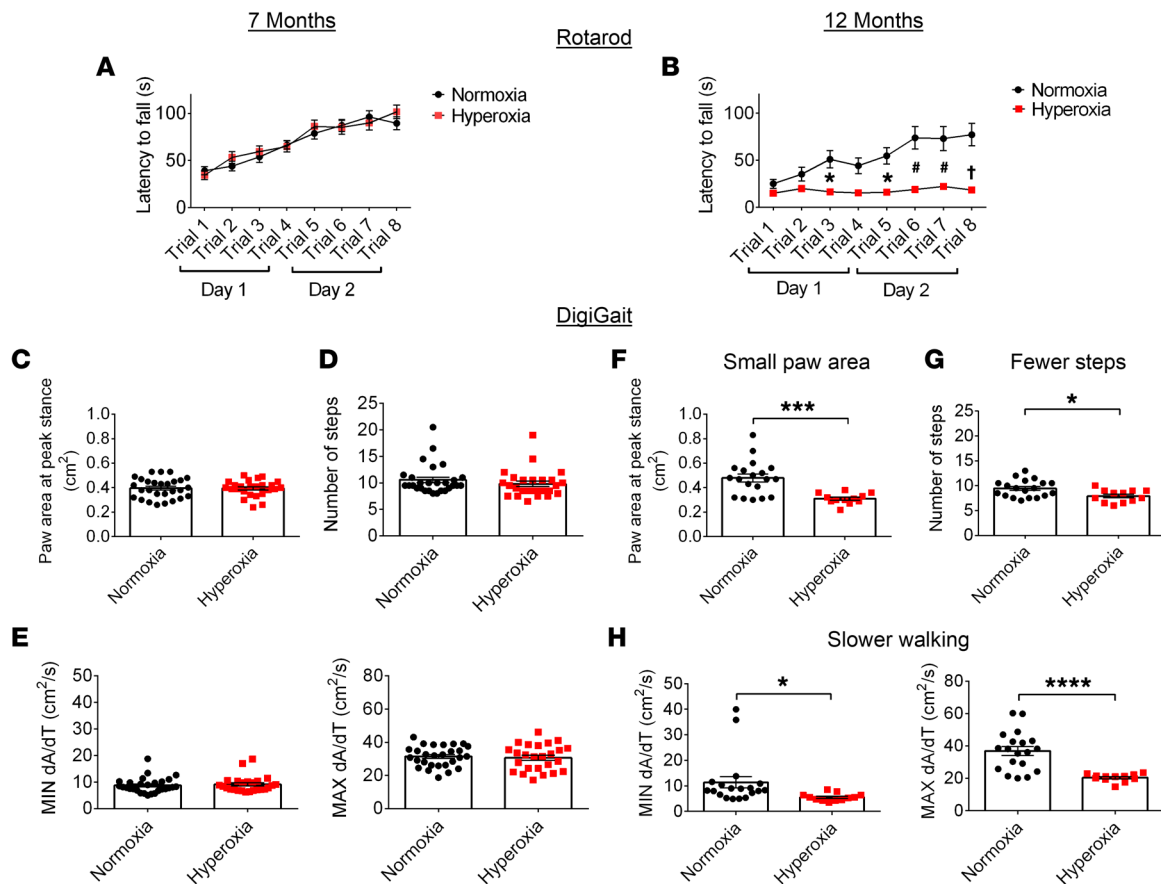 7 Months
12 Months
Rotarod
A
Latency to fall (s)
100
50
0
Normoxia
Hyperoxia
Trial 1
Trial 2
Trial 3
Trial 4
Trial 5
Trial 6
Trial 7
Trial 8
Day 1
Day 2
B
Latency to fall (s)
100
50
0
Normoxia
Hyperoxia
*
*
#
#
†
Trial 1
Trial 2
Trial 3
Trial 4
Trial 5
Trial 6
Trial 7
Trial 8
Day 1
Day 2
DigiGait
C
Paw area at peak stance
(cm²)
1.0
0.8
0.6
0.4
0.2
0.0
Normoxia
Hyperoxia
D
Number of steps
25
20
15
10
5
0
Normoxia
Hyperoxia
F
Small paw area
Paw area at peak stance
(cm²)
1.0
0.8
0.6
0.4
0.2
0.0
***
Normoxia
Hyperoxia
G
Fewer steps
Number of steps
25
20
15
10
5
0
*
Normoxia
Hyperoxia
E
MIN dA/dT (cm²/s)
50
40
30
20
10
0
Normoxia
Hyperoxia
MAX dA/dT (cm²/s)
80
60
40
20
0
Normoxia
Hyperoxia
H
Slower walking
MIN dA/dT (cm²/s)
50
40
30
20
10
0
*
Normoxia
Hyperoxia
MAX dA/dT (cm²/s)
80
60
40
20
0
****
Normoxia
Hyperoxia